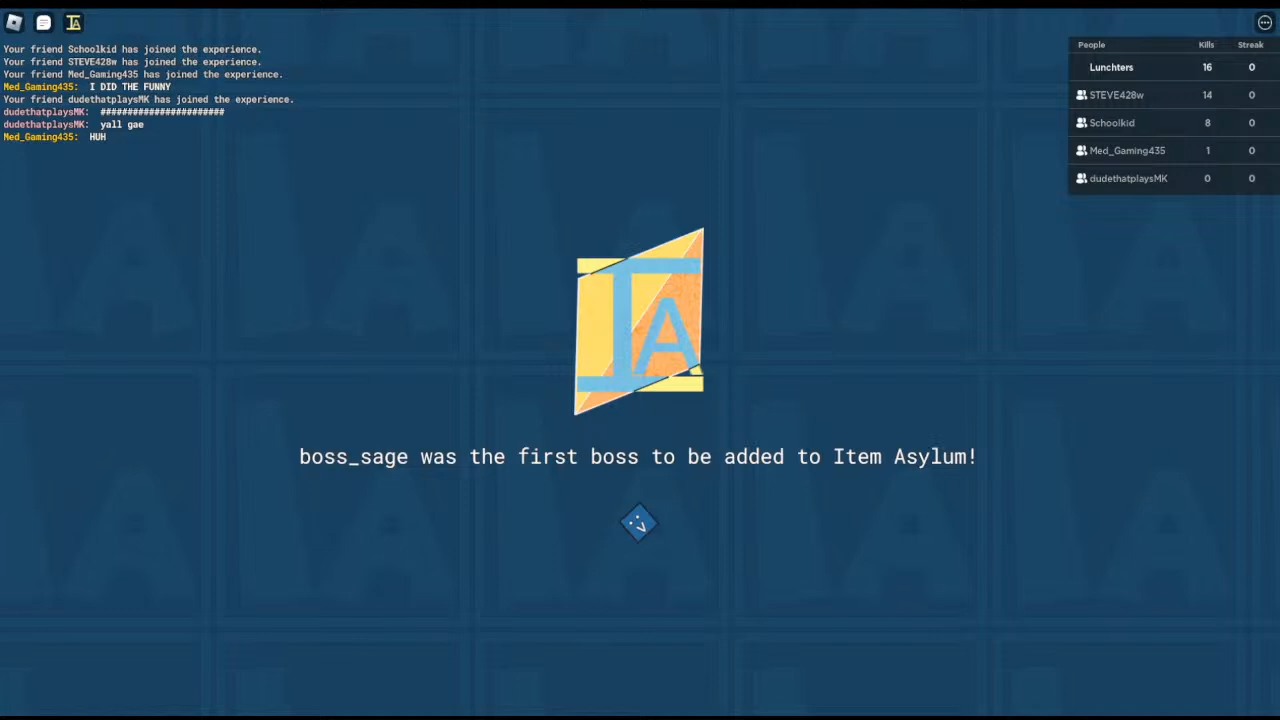 Your friend Schoolkid has joined the experience.
Your friend STEVE428w has joined the experience.
Your friend Med_Gaming435 has joined the experience.
Med_Gaming435: I DID THE FUNNY
Your friend dudethatplaysMK has joined the experience.
dudethatplaysMK: #######################
dudethatplaysMK: yall gae
Med_Gaming435: HUH
People Kills Streak
Lunchters 16 0
STEVE428w 14 0
Schoolkid 8 0
Med_Gaming435 1 0
dudethatplaysMK 0 0
IA
boss_sage was the first boss to be added to Item Asylum!